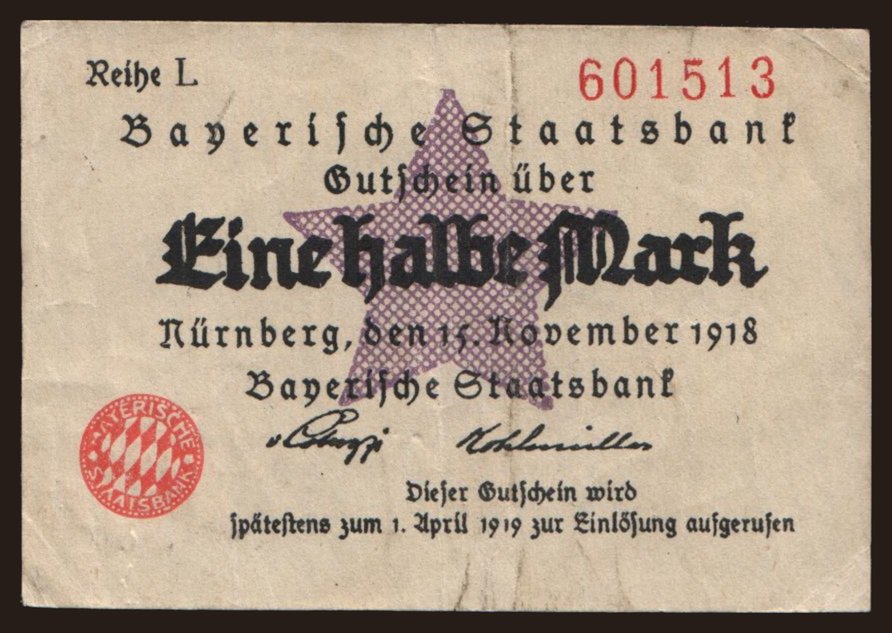 Reihe L
601513
Bayerische Staatsbank
Gutschein über
Eine halbe Mark
Nürnberg, den 15. November 1918
Bayerische Staatsbank
Kohlmüller
BAYERISCHE STAATSBANK
Dieser Gutschein wird
spätestens zum 1. April 1919 zur Einlösung aufgerufen